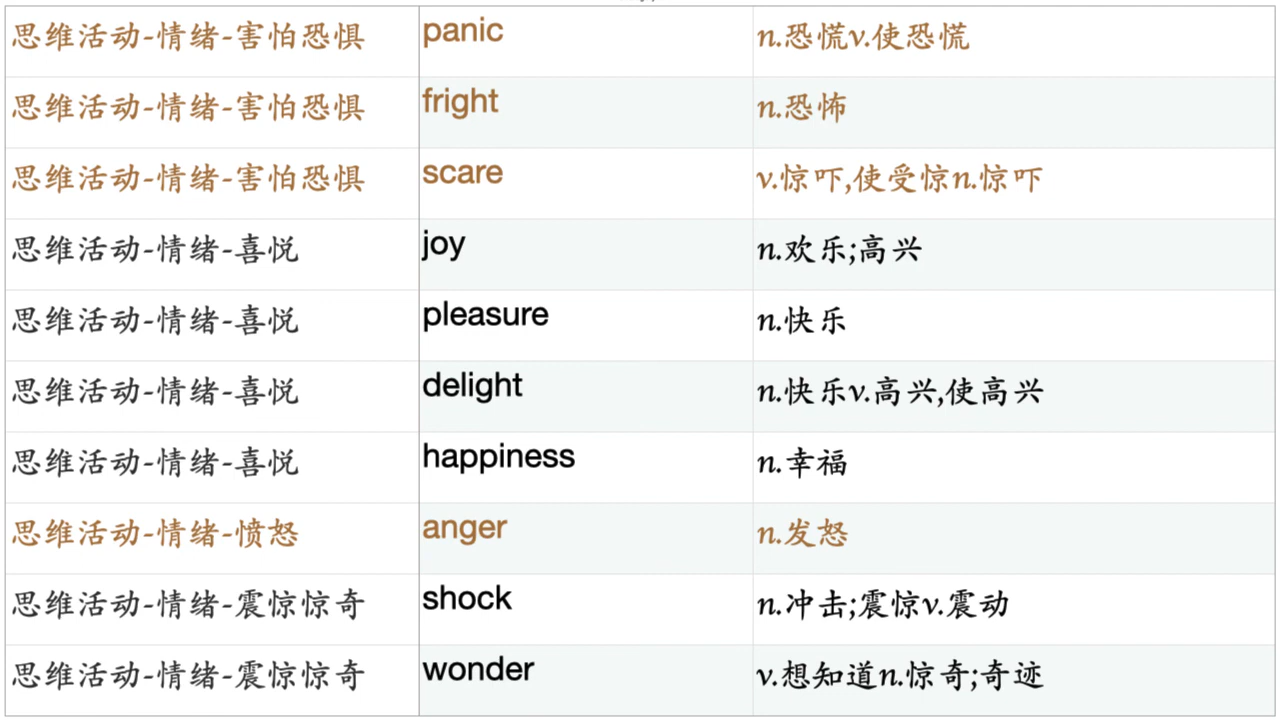 思维活动-情绪-害怕恐惧 panic n.恐慌v.使恐慌
思维活动-情绪-害怕恐惧 fright n.恐怖
思维活动-情绪-害怕恐惧 scare v.惊吓,使受惊n.惊吓
思维活动-情绪-喜悦 joy n.欢乐;高兴
思维活动-情绪-喜悦 pleasure n.快乐
思维活动-情绪-喜悦 delight n.快乐v.高兴,使高兴
思维活动-情绪-喜悦 happiness n.幸福
思维活动-情绪-愤怒 anger n.发怒
思维活动-情绪-震惊惊奇 shock n.冲击;震惊v.震动
思维活动-情绪-震惊惊奇 wonder v.想知道n.惊奇;奇迹